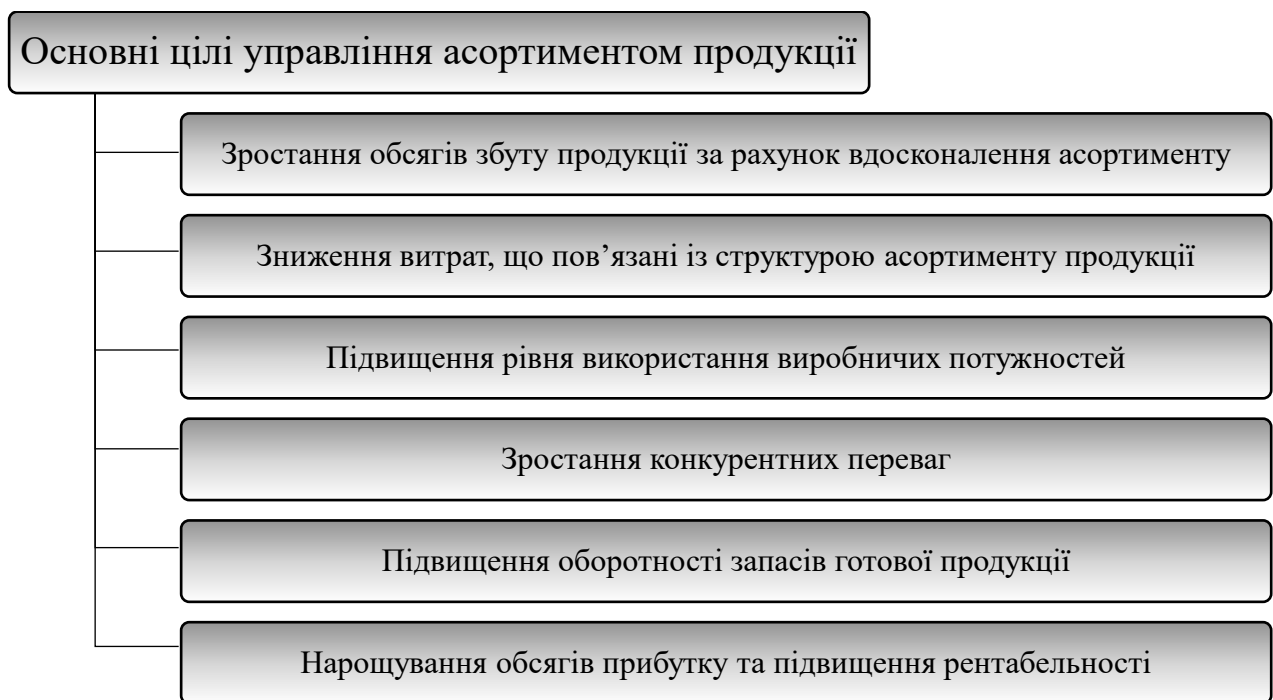 Основні цілі управління асортиментом продукції
Зростання обсягів збуту продукції за рахунок вдосконалення асортименту
Зниження витрат, що пов’язані із структурою асортименту продукції
Підвищення рівня використання виробничих потужностей
Зростання конкурентних переваг
Підвищення оборотності запасів готової продукції
Нарощування обсягів прибутку та підвищення рентабельності